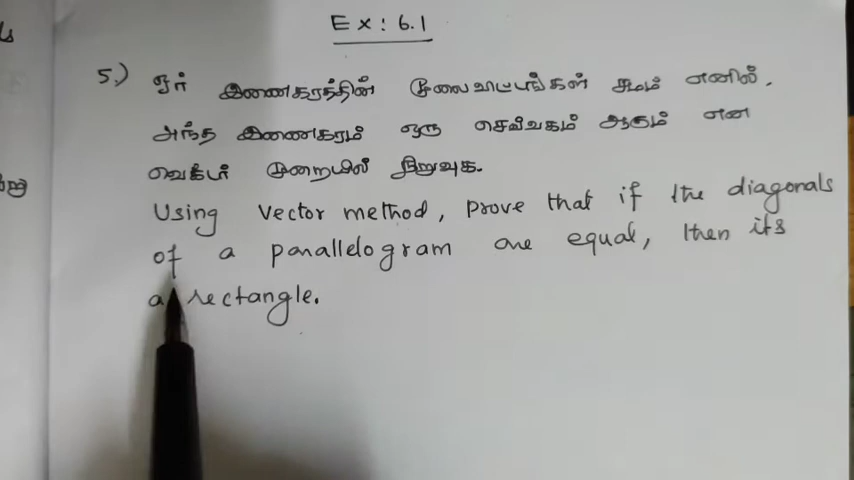 Ex: 6.1
5.) ஓர் இணைகரத்தின் மூலைவிட்டங்கள் சமம் எனில்.
அந்த இணைகரம் ஒரு செவ்வகம் ஆகும் என
வெக்டர் முறையில் நிறுவுக.
Using vector method, prove that if the diagonals
of a parallelogram are equal, then its
a rectangle.